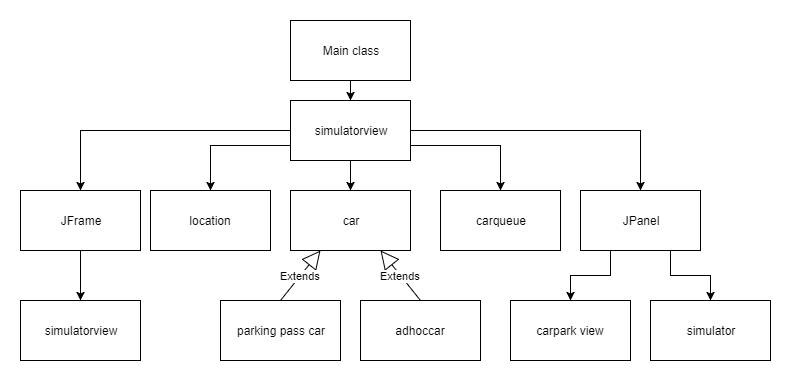 Main class
simulatorview
JFrame
location
car
carqueue
JPanel
Extends
Extends
simulatorview
parking pass car
adhoccar
carpark view
simulator